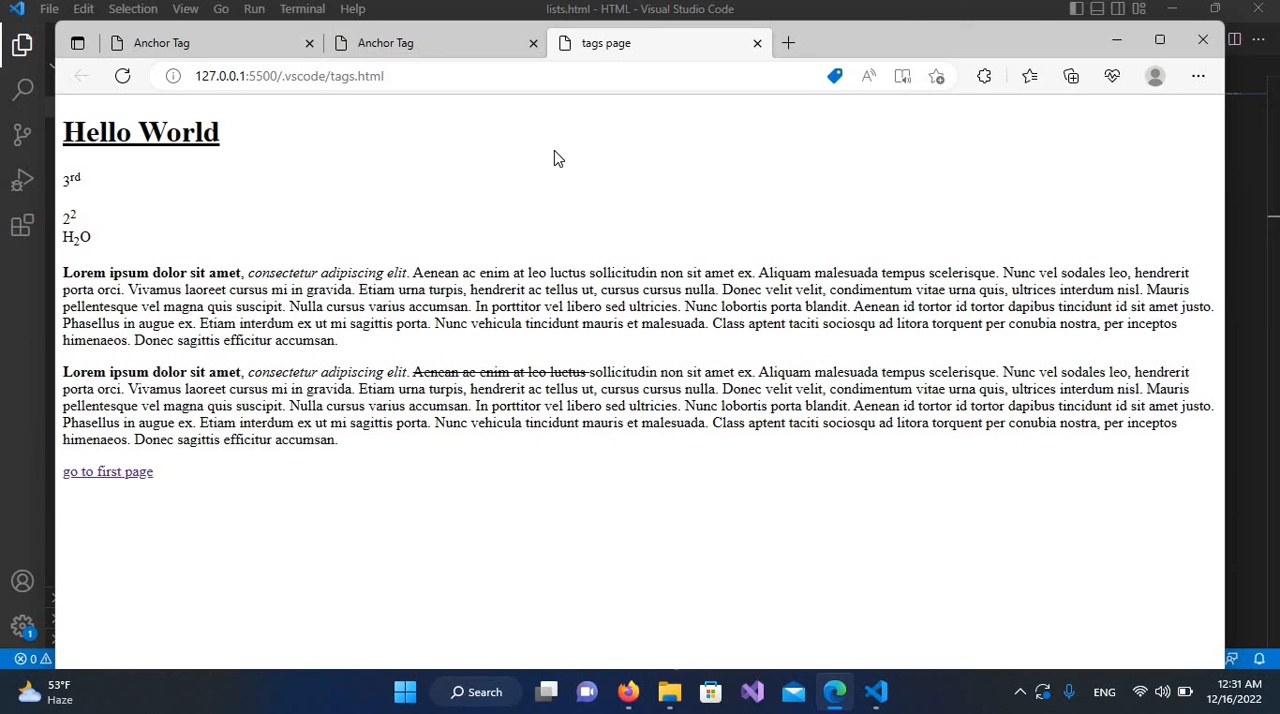 File Edit Selection View Go Run Terminal Help lists.html - HTML - Visual Studio Code
Anchor Tag Anchor Tag tags page
127.0.0.1:5500/.vscode/tags.html
Hello World
3rd
22
H2O
Lorem ipsum dolor sit amet, consectetur adipiscing elit. Aenean ac enim at leo luctus sollicitudin non sit amet ex. Aliquam malesuada tempus scelerisque. Nunc vel sodales leo, hendrerit
porta orci. Vivamus laoreet cursus mi in gravida. Etiam urna turpis, hendrerit ac tellus ut, cursus cursus nulla. Donec velit velit, condimentum vitae urna quis, ultrices interdum nisl. Mauris
pellentesque vel magna quis suscipit. Nulla cursus varius accumsan. In porttitor vel libero sed ultricies. Nunc lobortis porta blandit. Aenean id tortor id tortor dapibus tincidunt id sit amet justo.
Phasellus in augue ex. Etiam interdum ex ut mi sagittis porta. Nunc vehicula tincidunt mauris et malesuada. Class aptent taciti sociosqu ad litora torquent per conubia nostra, per inceptos
himenaeos. Donec sagittis efficitur accumsan.
Lorem ipsum dolor sit amet, consectetur adipiscing elit. Aenean ac enim at leo luctus sollicitudin non sit amet ex. Aliquam malesuada tempus scelerisque. Nunc vel sodales leo, hendrerit
porta orci. Vivamus laoreet cursus mi in gravida. Etiam urna turpis, hendrerit ac tellus ut, cursus cursus nulla. Donec velit velit, condimentum vitae urna quis, ultrices interdum nisl. Mauris
pellentesque vel magna quis suscipit. Nulla cursus varius accumsan. In porttitor vel libero sed ultricies. Nunc lobortis porta blandit. Aenean id tortor id tortor dapibus tincidunt id sit amet justo.
Phasellus in augue ex. Etiam interdum ex ut mi sagittis porta. Nunc vehicula tincidunt mauris et malesuada. Class aptent taciti sociosqu ad litora torquent per conubia nostra, per inceptos
himenaeos. Donec sagittis efficitur accumsan.
go to first page
1
0
53°F
Haze
Search
ENG
12:31 AM
12/16/2022